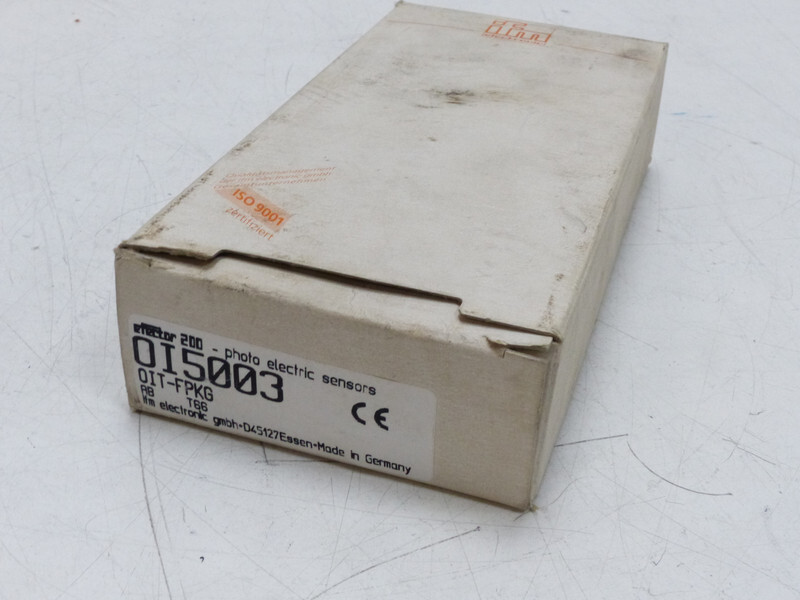 ISO 9001
zertifiziert
efector 200 - photo electric sensors
OI5003
OIT-FPKG
AB T66
ifm electronic gmbh•D45127Essen•Made in Germany
CE